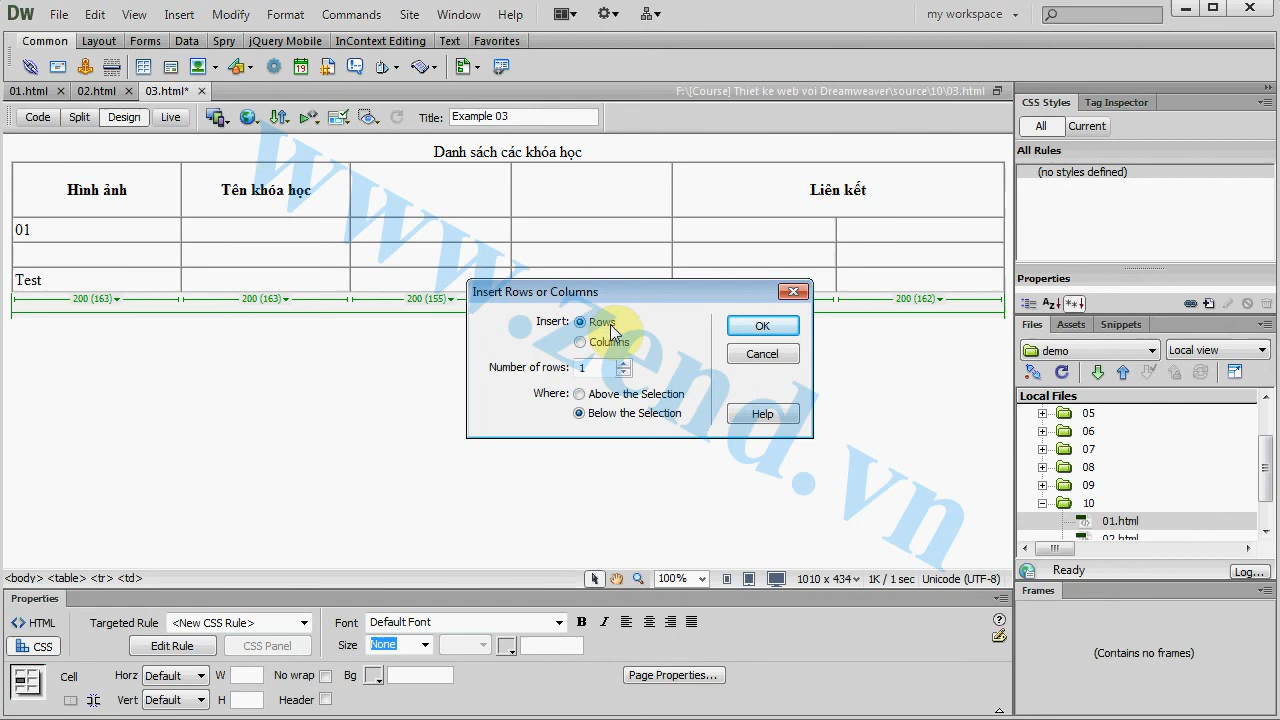 Dw File Edit View Insert Modify Format Commands Site Window Help my workspace
Common Layout Forms Data Spry jQuery Mobile InContext Editing Text Favorites
01.html 02.html 03.html* F:\[Course] Thiet ke web voi Dreamweaver\source\10\03.html
Code Split Design Live Title: Example 03
Danh sách các khóa học
Hình ảnh Tên khóa học Liên kết
01
Test
200 (163) 200 (163) 200 (155) 200 (162)
www.zend.vn
Insert Rows or Columns
Insert: Rows
Columns
Number of rows: 1
Where: Above the Selection
Below the Selection
OK
Cancel
Help
CSS Styles Tag Inspector
All Current
All Rules
(no styles defined)
Properties
Az
Files Assets Snippets
demo Local view
Local Files
05
06
07
08
09
10
01.html
02.html
Ready Log...
Frames
(Contains no frames)
<body> <table> <tr> <td> 100% 1010 x 434 1K / 1 sec Unicode (UTF-8)
Properties
HTML Targeted Rule <New CSS Rule> Font Default Font B I
CSS Edit Rule CSS Panel Size None
Cell Horz Default W No wrap Bg Page Properties...
Vert Default H Header